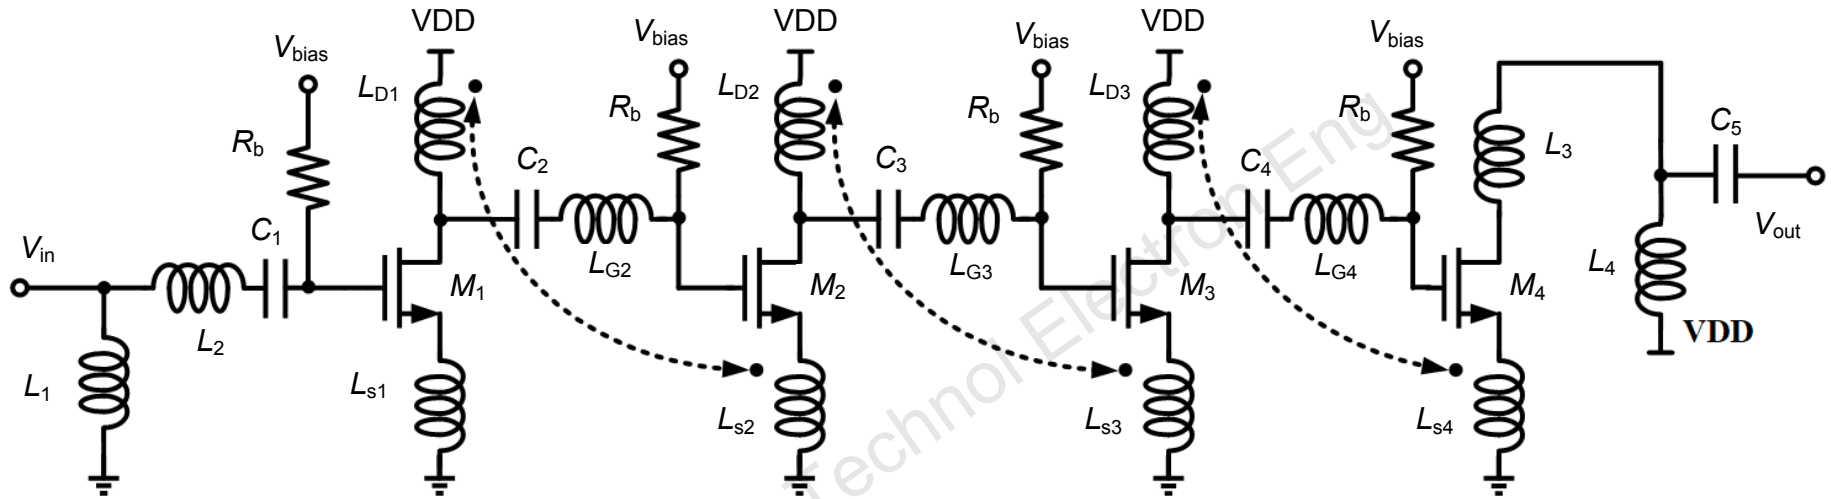 VDD
VDD
VDD
Vbias
Vbias
Vbias
Vbias
LD1
LD2
LD3
Rb
Rb
Rb
Rb
C1
C2
C3
C4
C5
L3
Vin
LG2
LG3
LG4
Vout
M1
M2
M3
M4
L4
VDD
L2
L1
Ls1
Ls2
Ls3
Ls4
Technol Electron Eng